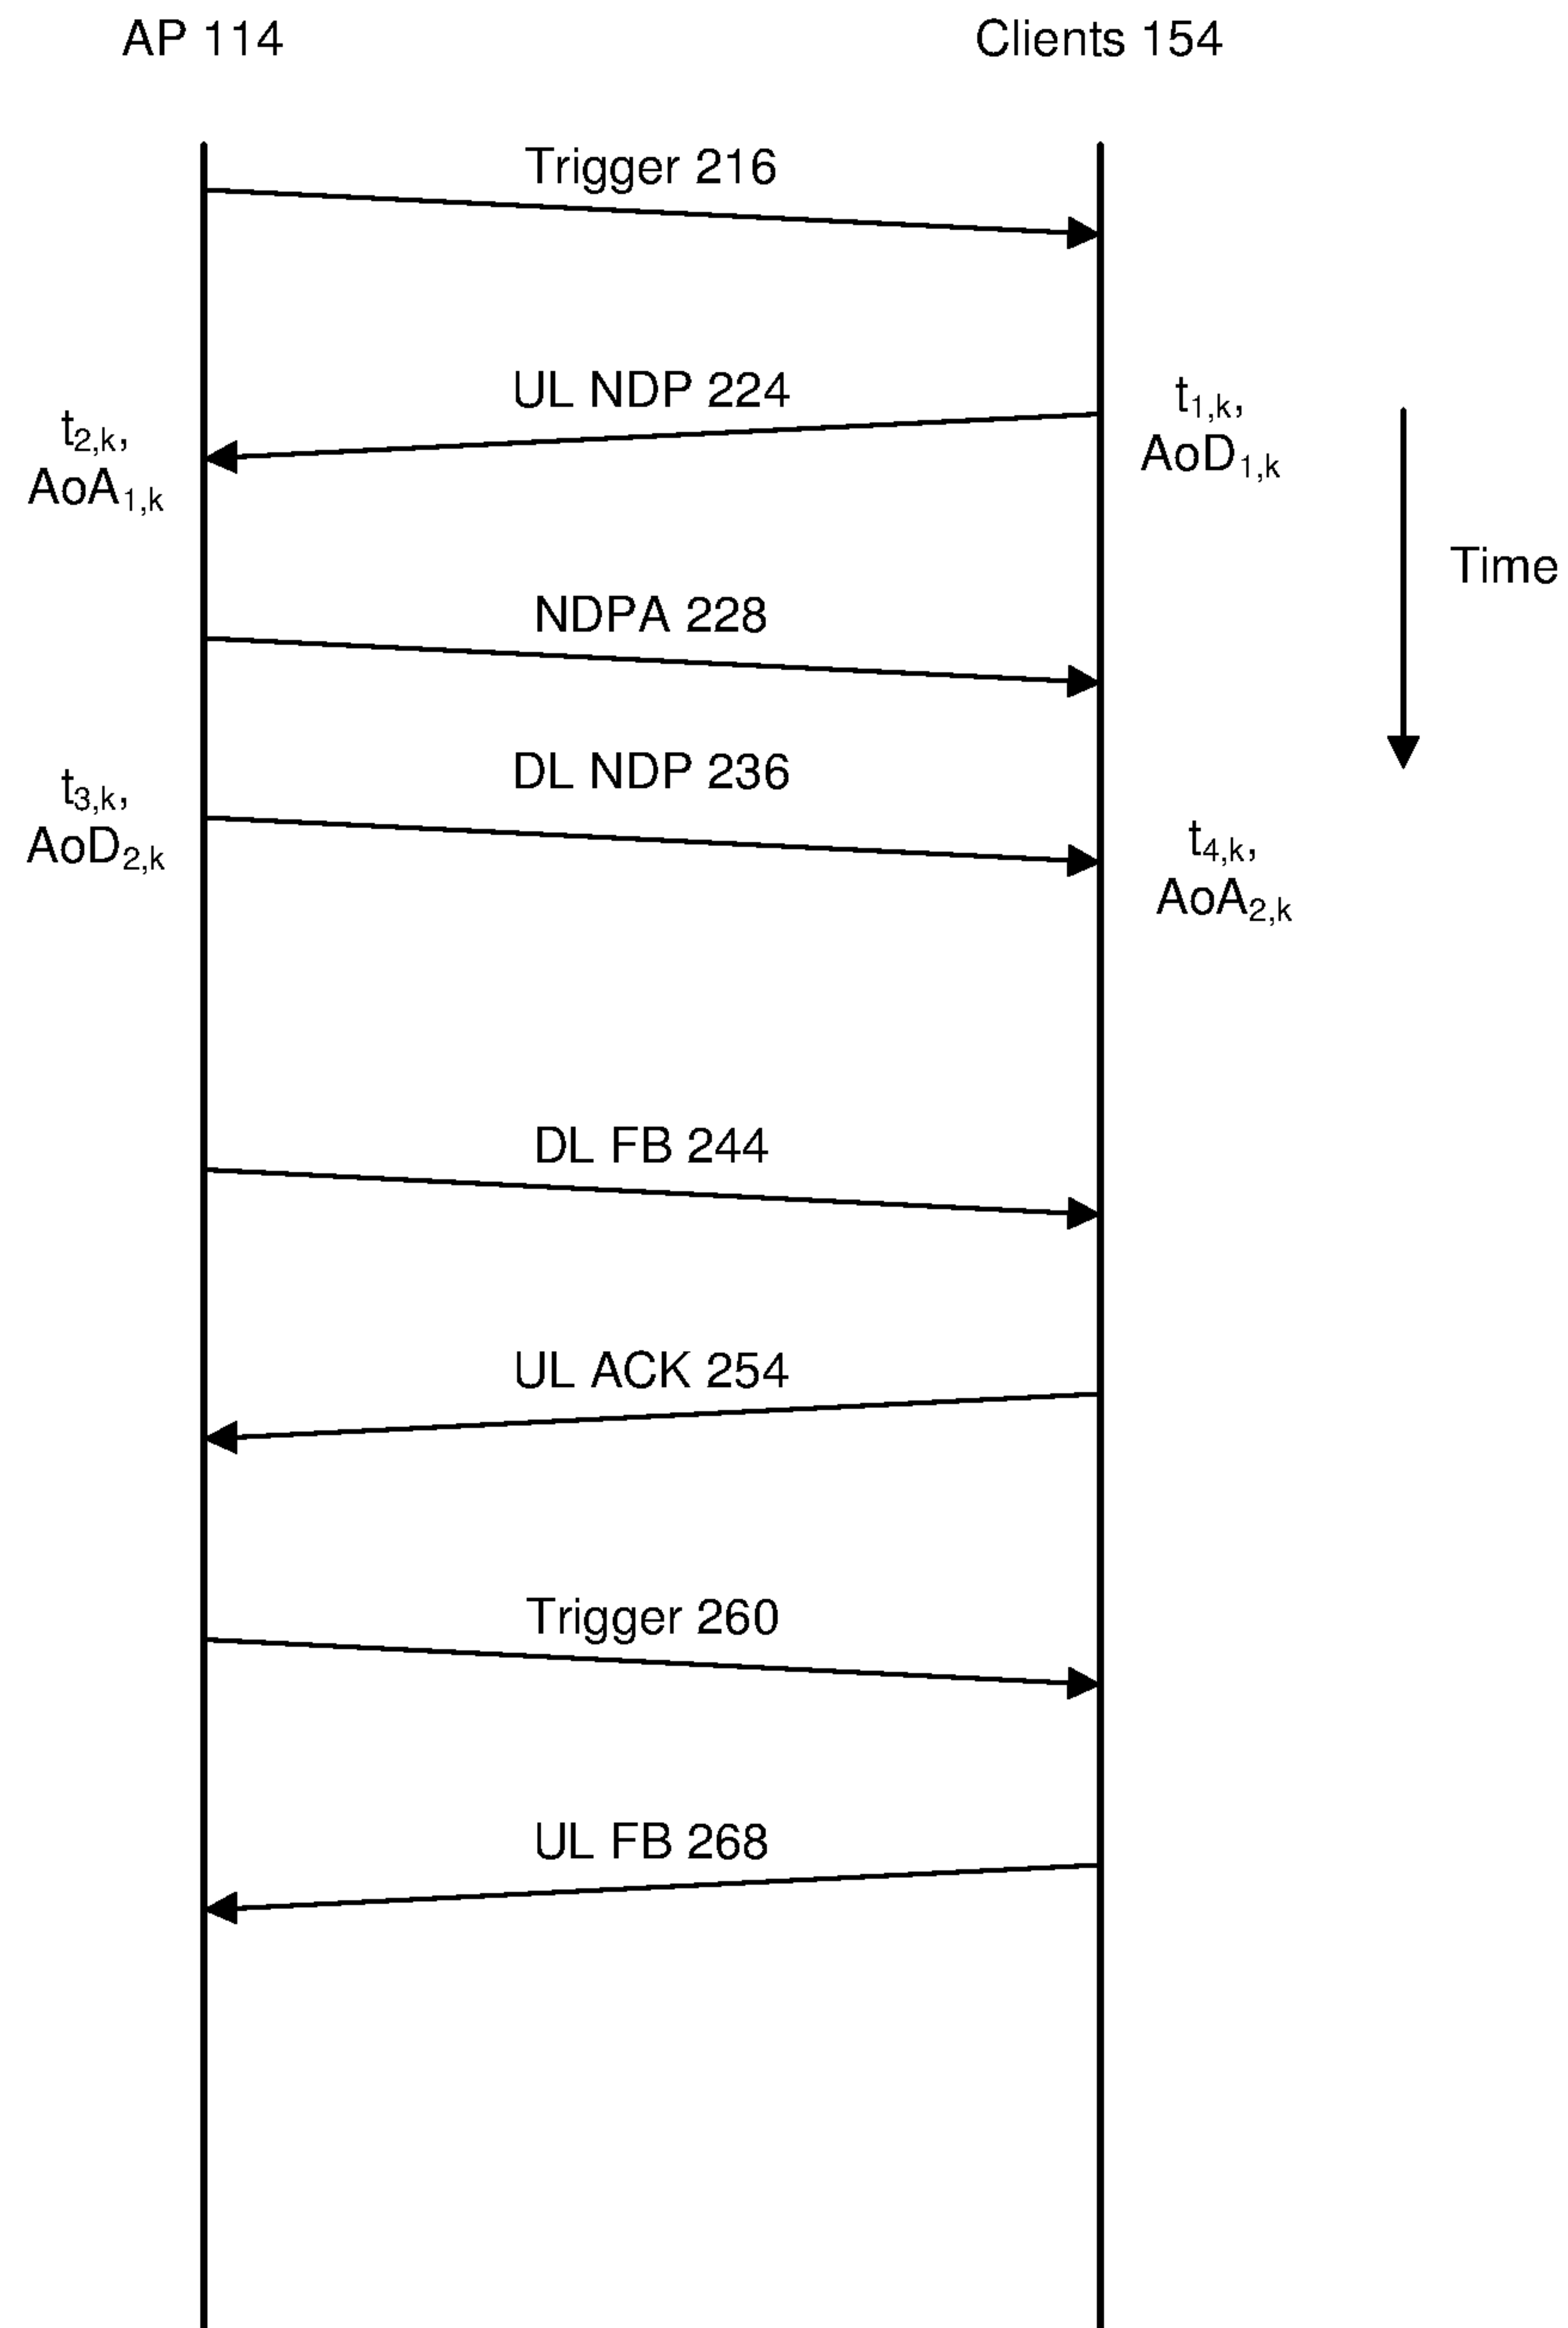 AP 114
Clients 154
Trigger 216
UL NDP 224
t1,k,
AoD1,k
t2,k,
AoA1,k
Time
NDPA 228
DL NDP 236
t3,k,
AoD2,k
t4,k,
AoA2,k
DL FB 244
UL ACK 254
Trigger 260
UL FB 268